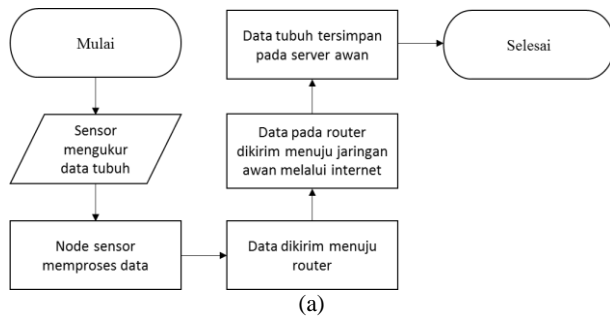 Mulai
Sensor
mengukur
data tubuh
Node sensor
memproses data
Data dikirim menuju
router
Data pada router
dikirim menuju jaringan
awan melalui internet
Data tubuh tersimpan
pada server awan
Selesai
(a)